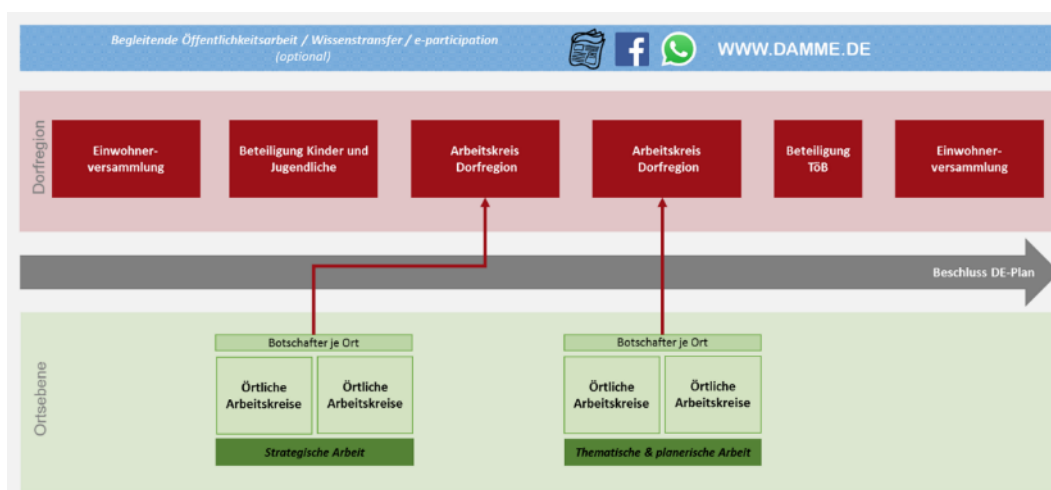 Begleitende Öffentlichkeitsarbeit / Wissenstransfer / e-participation
(optional)
WWW.DAMME.DE
Dorfregion
Einwohner-
versammlung
Beteiligung Kinder und
Jugendliche
Arbeitskreis
Dorfregion
Arbeitskreis
Dorfregion
Beteiligung
TöB
Einwohner-
versammlung
Beschluss DE-Plan
Ortsebene
Botschafter je Ort
Örtliche
Arbeitskreise
Örtliche
Arbeitskreise
Strategische Arbeit
Botschafter je Ort
Örtliche
Arbeitskreise
Örtliche
Arbeitskreise
Thematische & planerische Arbeit